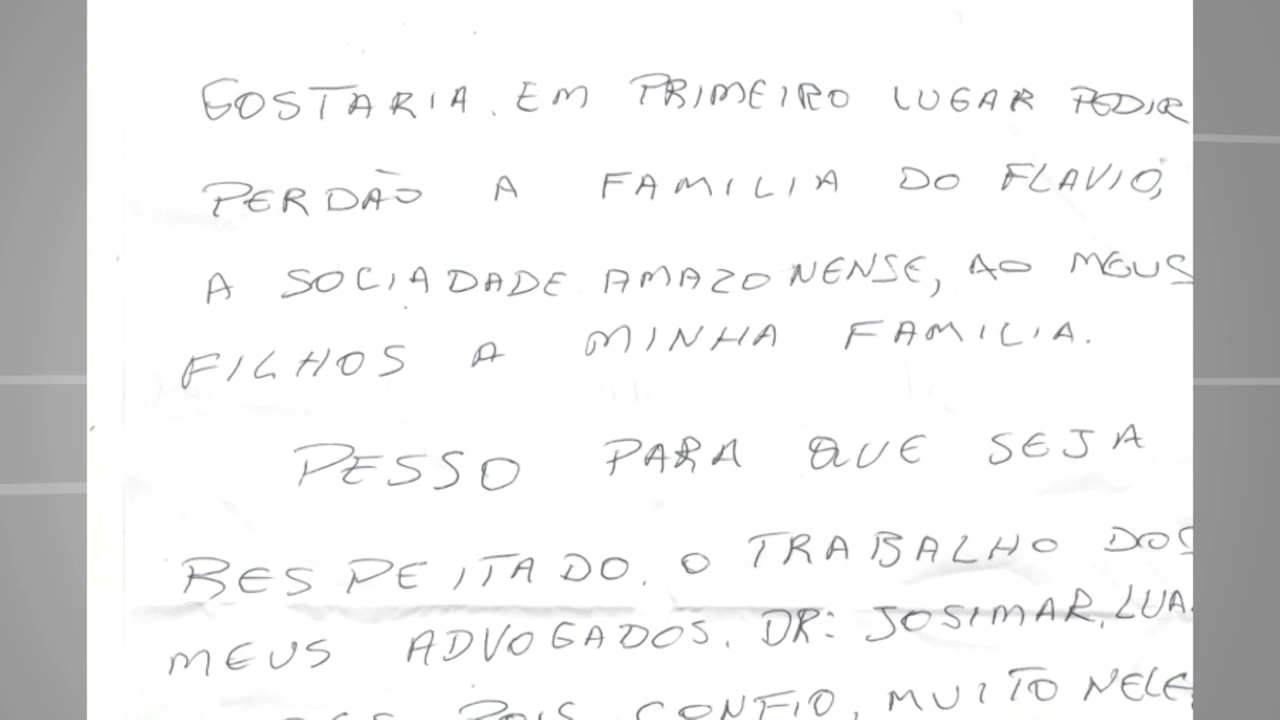 GOSTARIA. EM PRIMEIRO LUGAR PEDIR
PERDÃO A FAMILIA DO FLAVIO,
A SOCIADADE AMAZONENSE, AO MEUS
FILHOS A MINHA FAMILIA.
PESSO PARA QUE SEJA
RESPEITADO. O TRABALHO DOS
MEUS ADVOGADOS. DR: JOSIMAR, LUA
POIS CONFIO, MUITO NELE